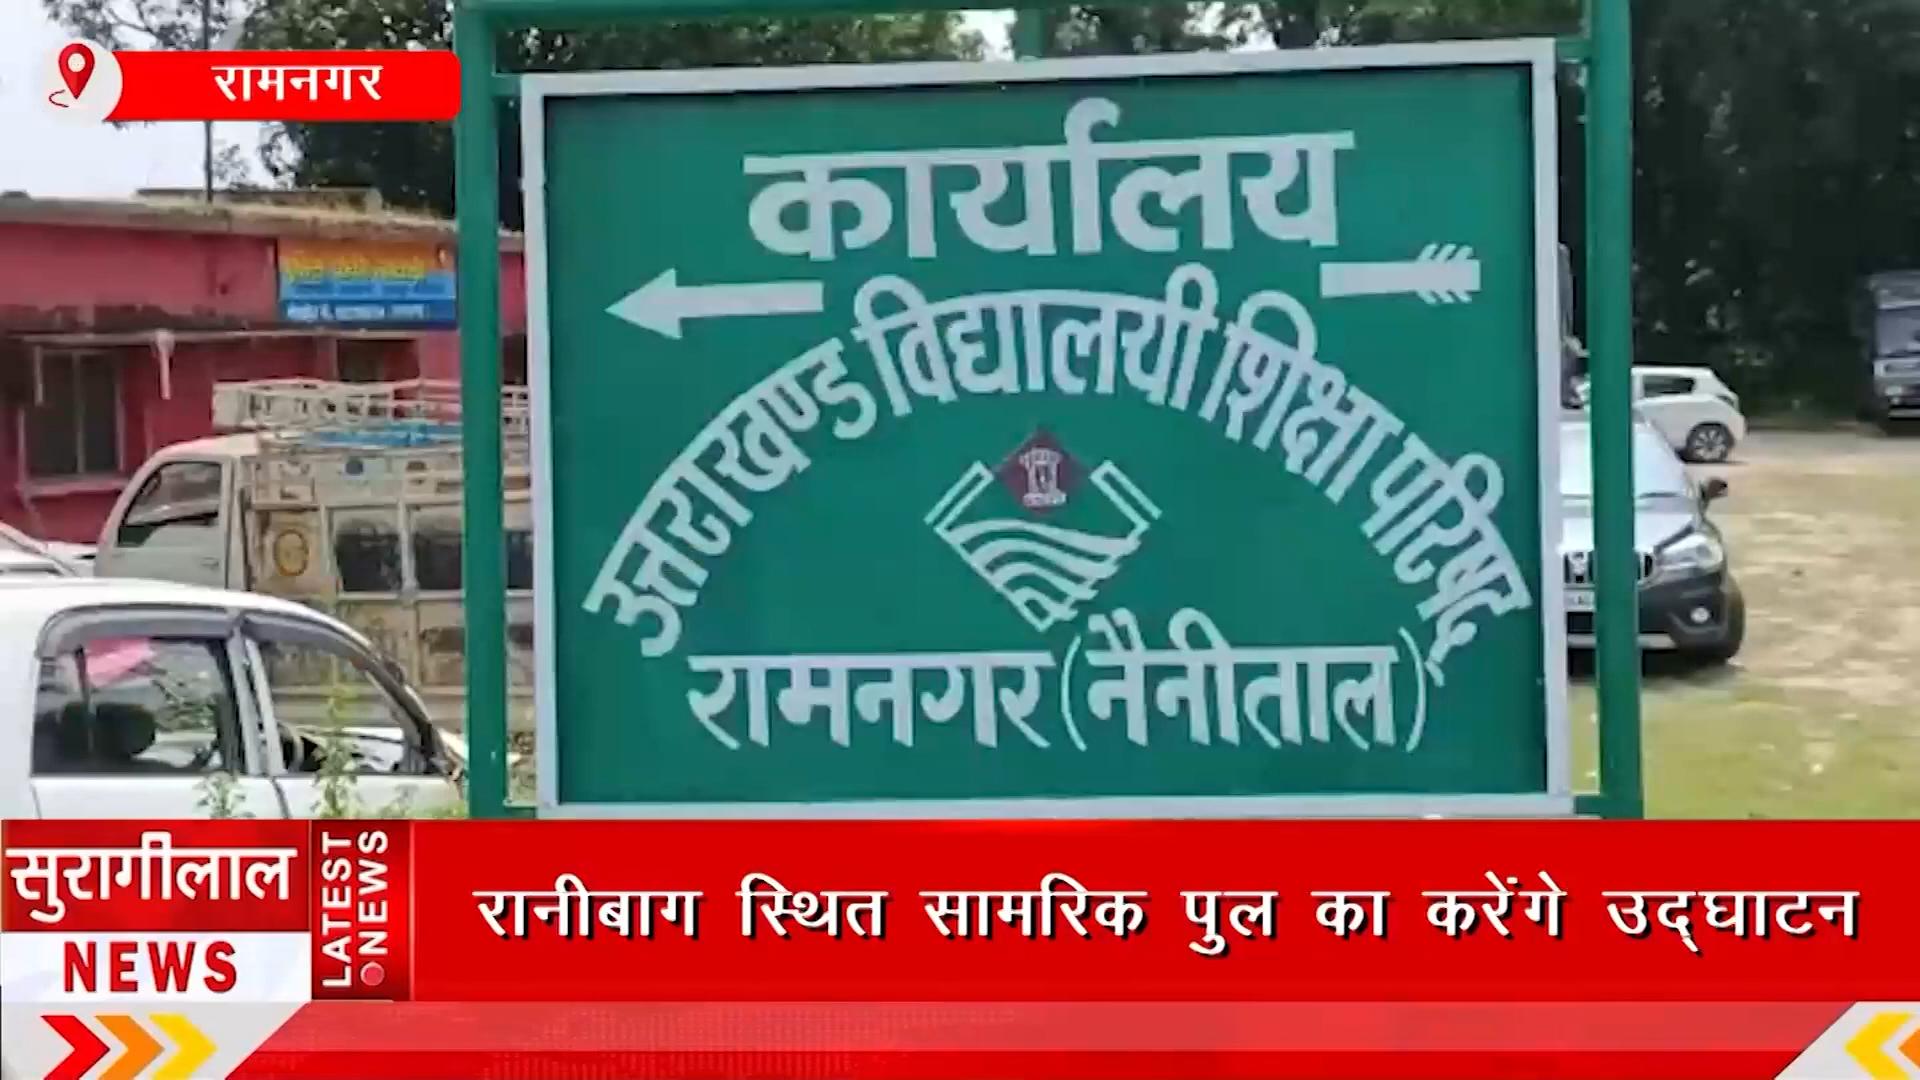 रामनगर
कार्यालय
उत्तराखण्ड विद्यालयी शिक्षा परिषद्
रामनगर (नैनीताल)
सुरागीलाल
NEWS
LATEST
NEWS
रानीबाग स्थित सामरिक पुल का करेंगे उद्घाटन